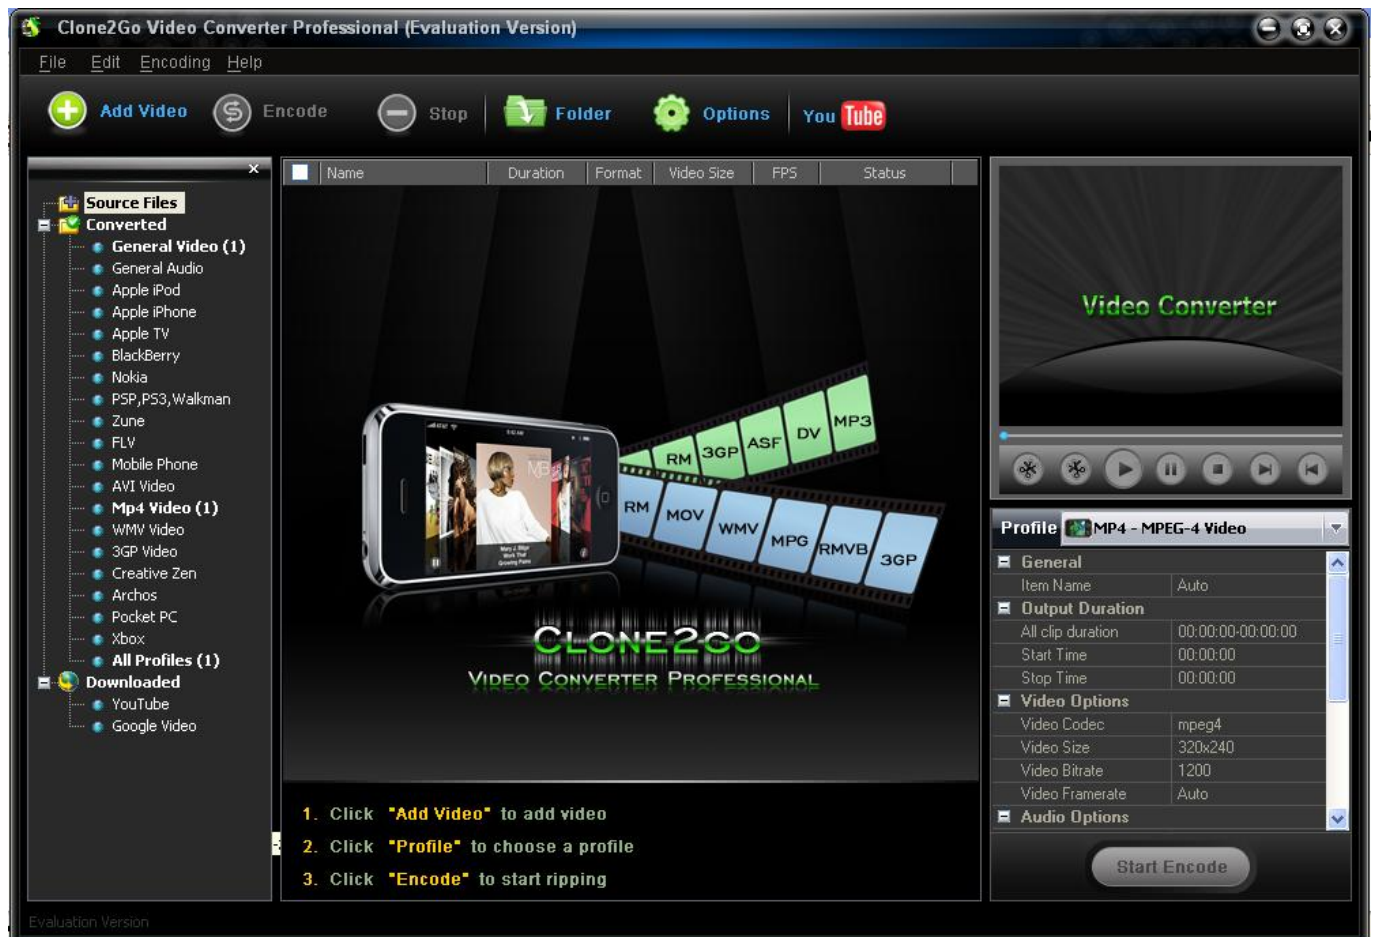 Clone2Go Video Converter Professional (Evaluation Version)
File Edit Encoding Help
Add Video Encode Stop Folder Options You Tube
Name Duration Format Video Size FPS Status
Source Files
Converted
General Video (1)
General Audio
Apple iPod
Apple iPhone
Apple TV
BlackBerry
Nokia
PSP,PS3,Walkman
Zune
FLV
Mobile Phone
AVI Video
Mp4 Video (1)
WMV Video
3GP Video
Creative Zen
Archos
Pocket PC
Xbox
All Profiles (1)
Downloaded
YouTube
Google Video
RM 3GP ASF DV MP3
RM MOV WMV MPG RMVB 3GP
CLONE2GO
VIDEO CONVERTER PROFESSIONAL
1. Click "Add Video" to add video
2. Click "Profile" to choose a profile
3. Click "Encode" to start ripping
Video Converter
Profile MP4 - MPEG-4 Video
General
Item Name Auto
Output Duration
All clip duration 00:00:00-00:00:00
Start Time 00:00:00
Stop Time 00:00:00
Video Options
Video Codec mpeg4
Video Size 320x240
Video Bitrate 1200
Video Framerate Auto
Audio Options
Start Encode
Evaluation Version